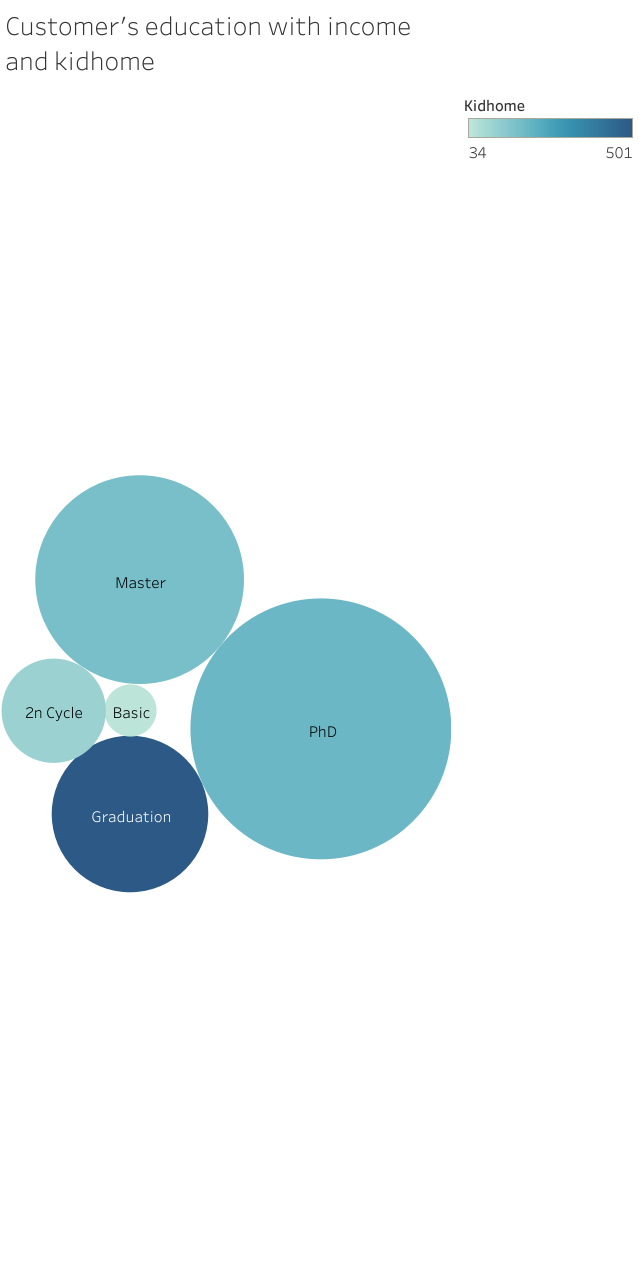 Customer's education with income
and kidhome
Kidhome
34 501
Master
2n Cycle Basic
PhD
Graduation